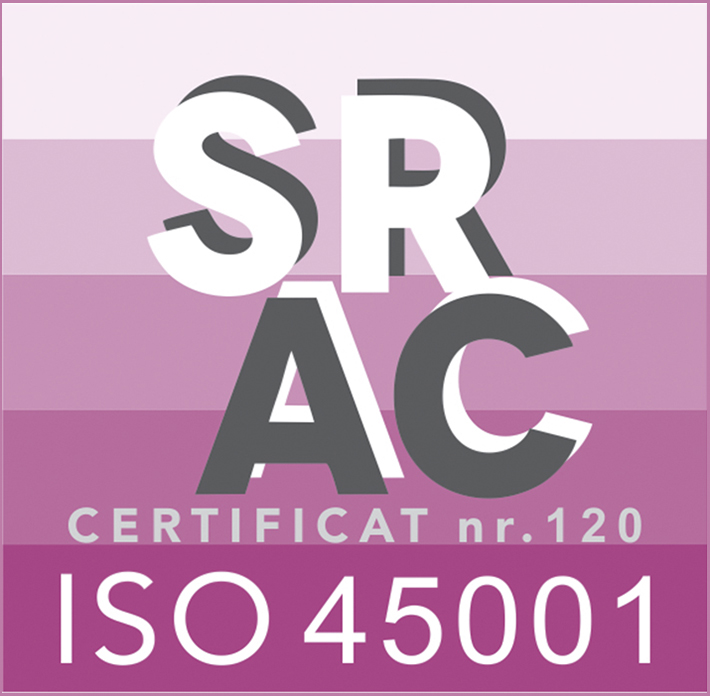 SR
AC
CERTIFICAT nr.120
ISO 45001